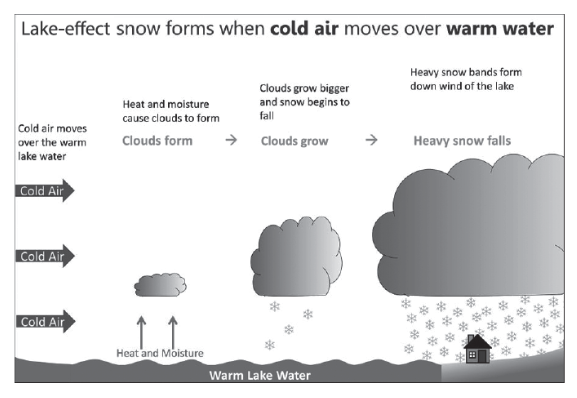 Lake-effect snow forms when cold air moves over warm water
Cold air moves
over the warm
lake water
Heat and moisture
cause clouds to form
Clouds form
Clouds grow bigger
and snow begins to
fall
Clouds grow
Heavy snow bands form
down wind of the lake
Heavy snow falls
Cold Air
Cold Air
Cold Air
Heat and Moisture
Warm Lake Water